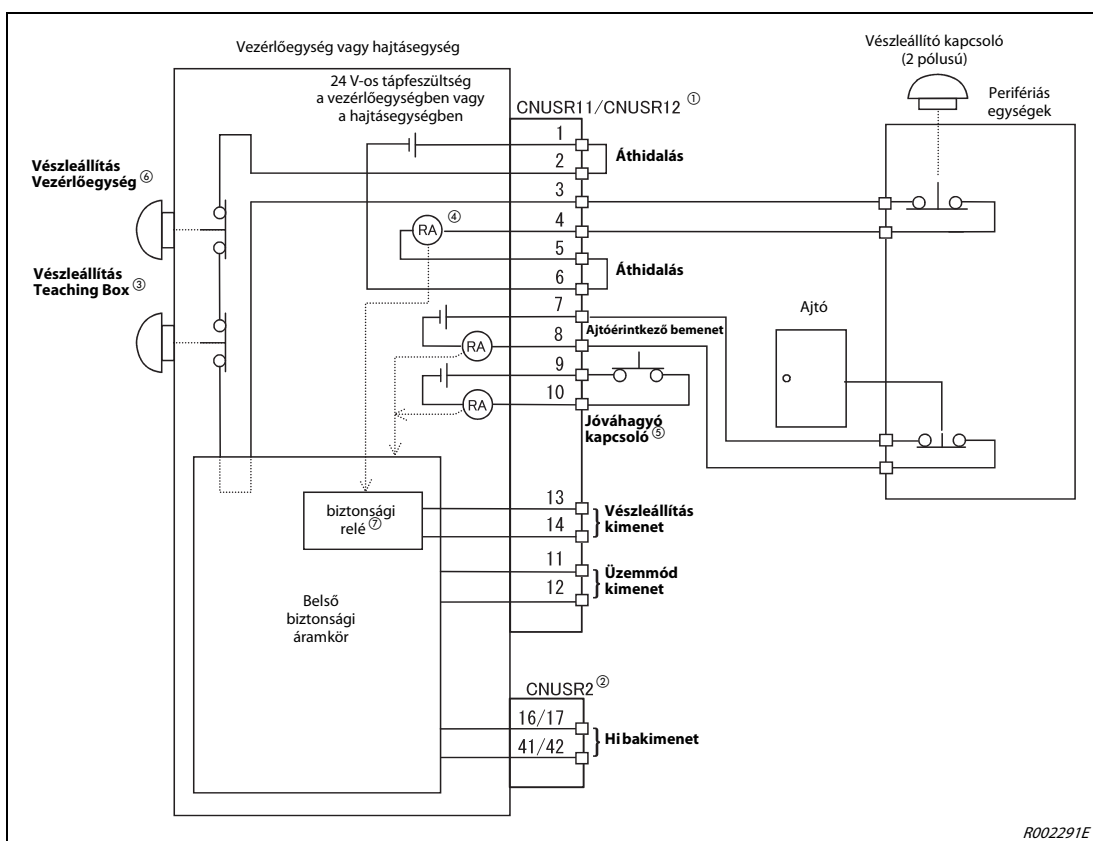 Vezérlőegység vagy hajtásegység
24 V-os tápfeszültség
a vezérlőegységben vagy
a hajtásegységben
CNUSR11/CNUSR12 ①
Vészleállító kapcsoló
(2 pólusú)
Perifériás
egységek
Vészleállítás
Vezérlőegység ⑥
Vészleállítás
Teaching Box ③
1
2
3
4
5
6
7
8
9
10
Áthidalás
RA ④
Áthidalás
Ajtóérintkező bemenet
RA
RA
Jóváhagyó
kapcsoló ⑤
Ajtó
biztonsági
relé ⑦
13
14
Vészleállítás
kimenet
11
12
Üzemmód
kimenet
Belső
biztonsági
áramkör
CNUSR2 ②
16/17
41/42
Hibakimenet
R002291E